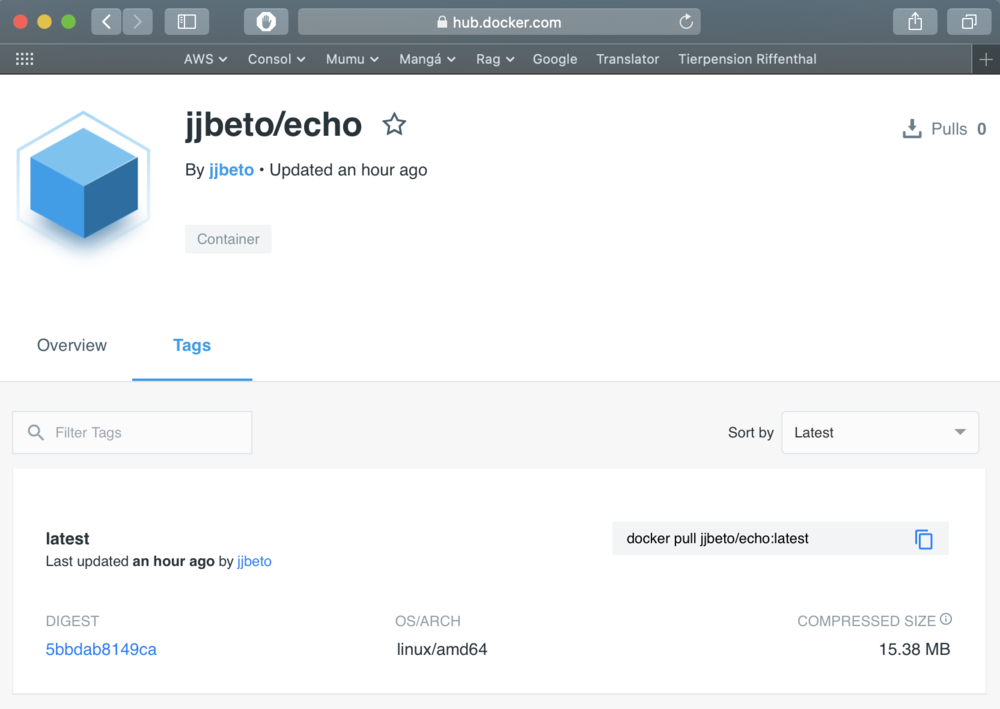 hub.docker.com
AWS Consol Mumu Mangá Rag Google Translator Tierpension Riffenthal
jjbeto/echo
Pulls 0
By jjbeto • Updated an hour ago
Container
Overview Tags
Filter Tags
Sort by Latest
latest
docker pull jjbeto/echo:latest
Last updated an hour ago by jjbeto
DIGEST OS/ARCH COMPRESSED SIZE
5bbdab8149ca linux/amd64 15.38 MB